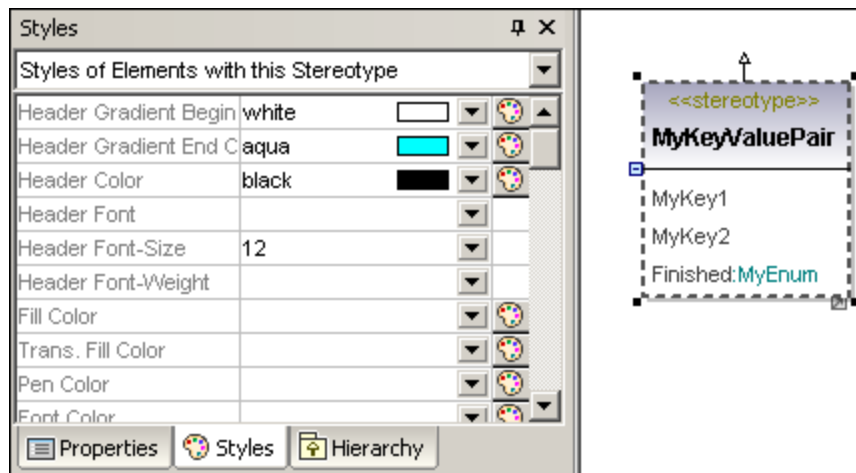 Styles
Styles of Elements with this Stereotype
Header Gradient Begin white
Header Gradient End C aqua
Header Color black
Header Font
Header Font-Size 12
Header Font-Weight
Fill Color
Trans. Fill Color
Pen Color
Font Color
Properties Styles Hierarchy
<<stereotype>>
MyKeyValuePair
MyKey1
MyKey2
Finished:MyEnum